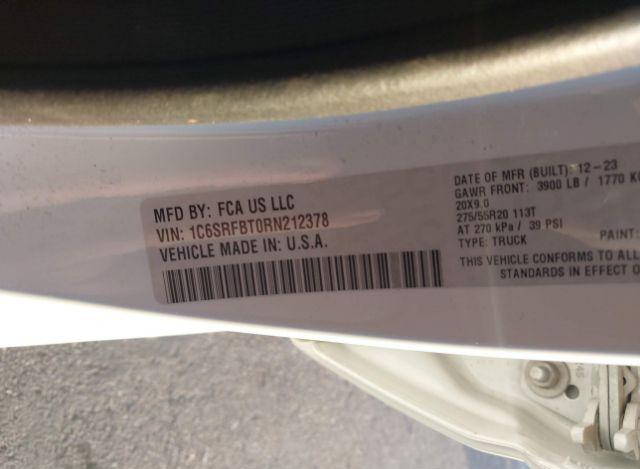 MFD BY: FCA US LLC
VIN: 1C6SRFBT0RN212378
VEHICLE MADE IN: U.S.A.
DATE OF MFR (BUILT): 12-23
GAWR FRONT: 3900 LB / 1770 KG
20X9.0
275/55R20 113T
AT 270 kPa / 39 PSI
TYPE: TRUCK
PAINT:
THIS VEHICLE CONFORMS TO ALL
STANDARDS IN EFFECT O